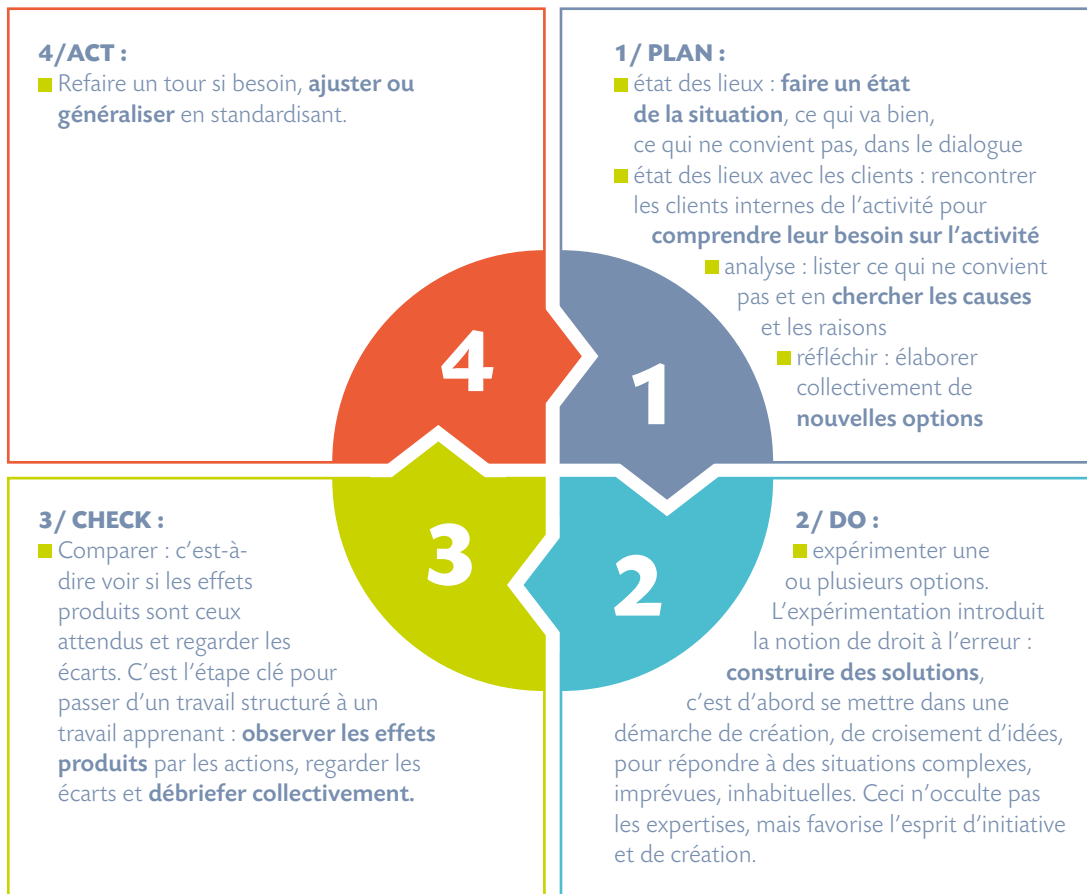 4/ACT :
Refaire un tour si besoin, ajuster ou
généraliser en standardisant.
1/ PLAN :
état des lieux : faire un état
de la situation, ce qui va bien,
ce qui ne convient pas, dans le dialogue
état des lieux avec les clients : rencontrer
les clients internes de l’activité pour
comprendre leur besoin sur l’activité
analyse : lister ce qui ne convient
pas et en chercher les causes
et les raisons
réfléchir : élaborer
collectivement de
nouvelles options
4
1
3
2
3/ CHECK :
Comparer : c’est-à-
dire voir si les effets
produits sont ceux
attendus et regarder les
écarts. C’est l’étape clé pour
passer d’un travail structuré à un
travail apprenant : observer les effets
produits par les actions, regarder les
écarts et débriefer collectivement.
2/ DO :
expérimenter une
ou plusieurs options.
L’expérimentation introduit
la notion de droit à l’erreur :
construire des solutions,
c’est d’abord se mettre dans une
démarche de création, de croisement d’idées,
pour répondre à des situations complexes,
imprévues, inhabituelles. Ceci n’occulte pas
les expertises, mais favorise l’esprit d’initiative
et de création.